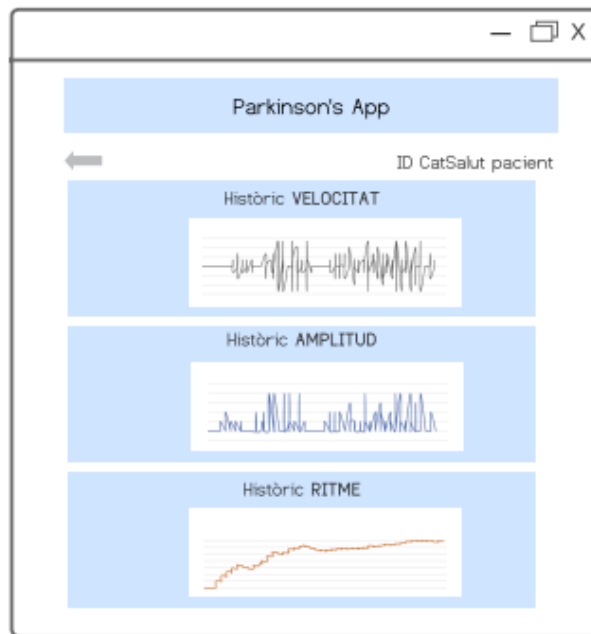 Parkinson's App
ID CatSalut pacient
Històric VELOCITAT
Històric AMPLITUD
Històric RITME